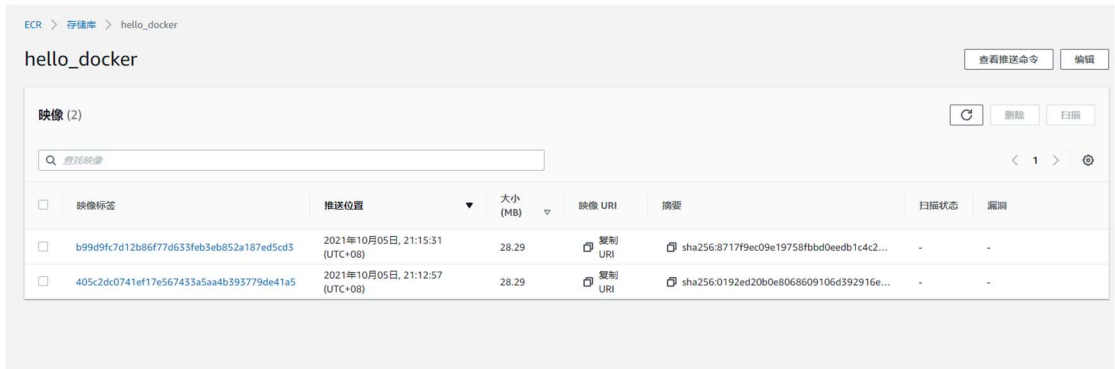 ECR > 存储库 > hello_docker
hello_docker
查看推送命令 编辑
映像 (2)
删除 扫描
查找映像
< 1 >
映像标签 推送位置 大小 (MB) 映像 URI 摘要 扫描状态 漏洞
b99d9fc7d12b86f77d633feb3eb852a187ed5cd3 2021年10月05日, 21:15:31 (UTC+08) 28.29 复制 URI sha256:8717f9ec09e19758fbbd0eedb1c4c2... - -
405c2dc0741ef17e567433a5aa4b393779de41a5 2021年10月05日, 21:12:57 (UTC+08) 28.29 复制 URI sha256:0192ed20b0e8068609106d392916e... - -